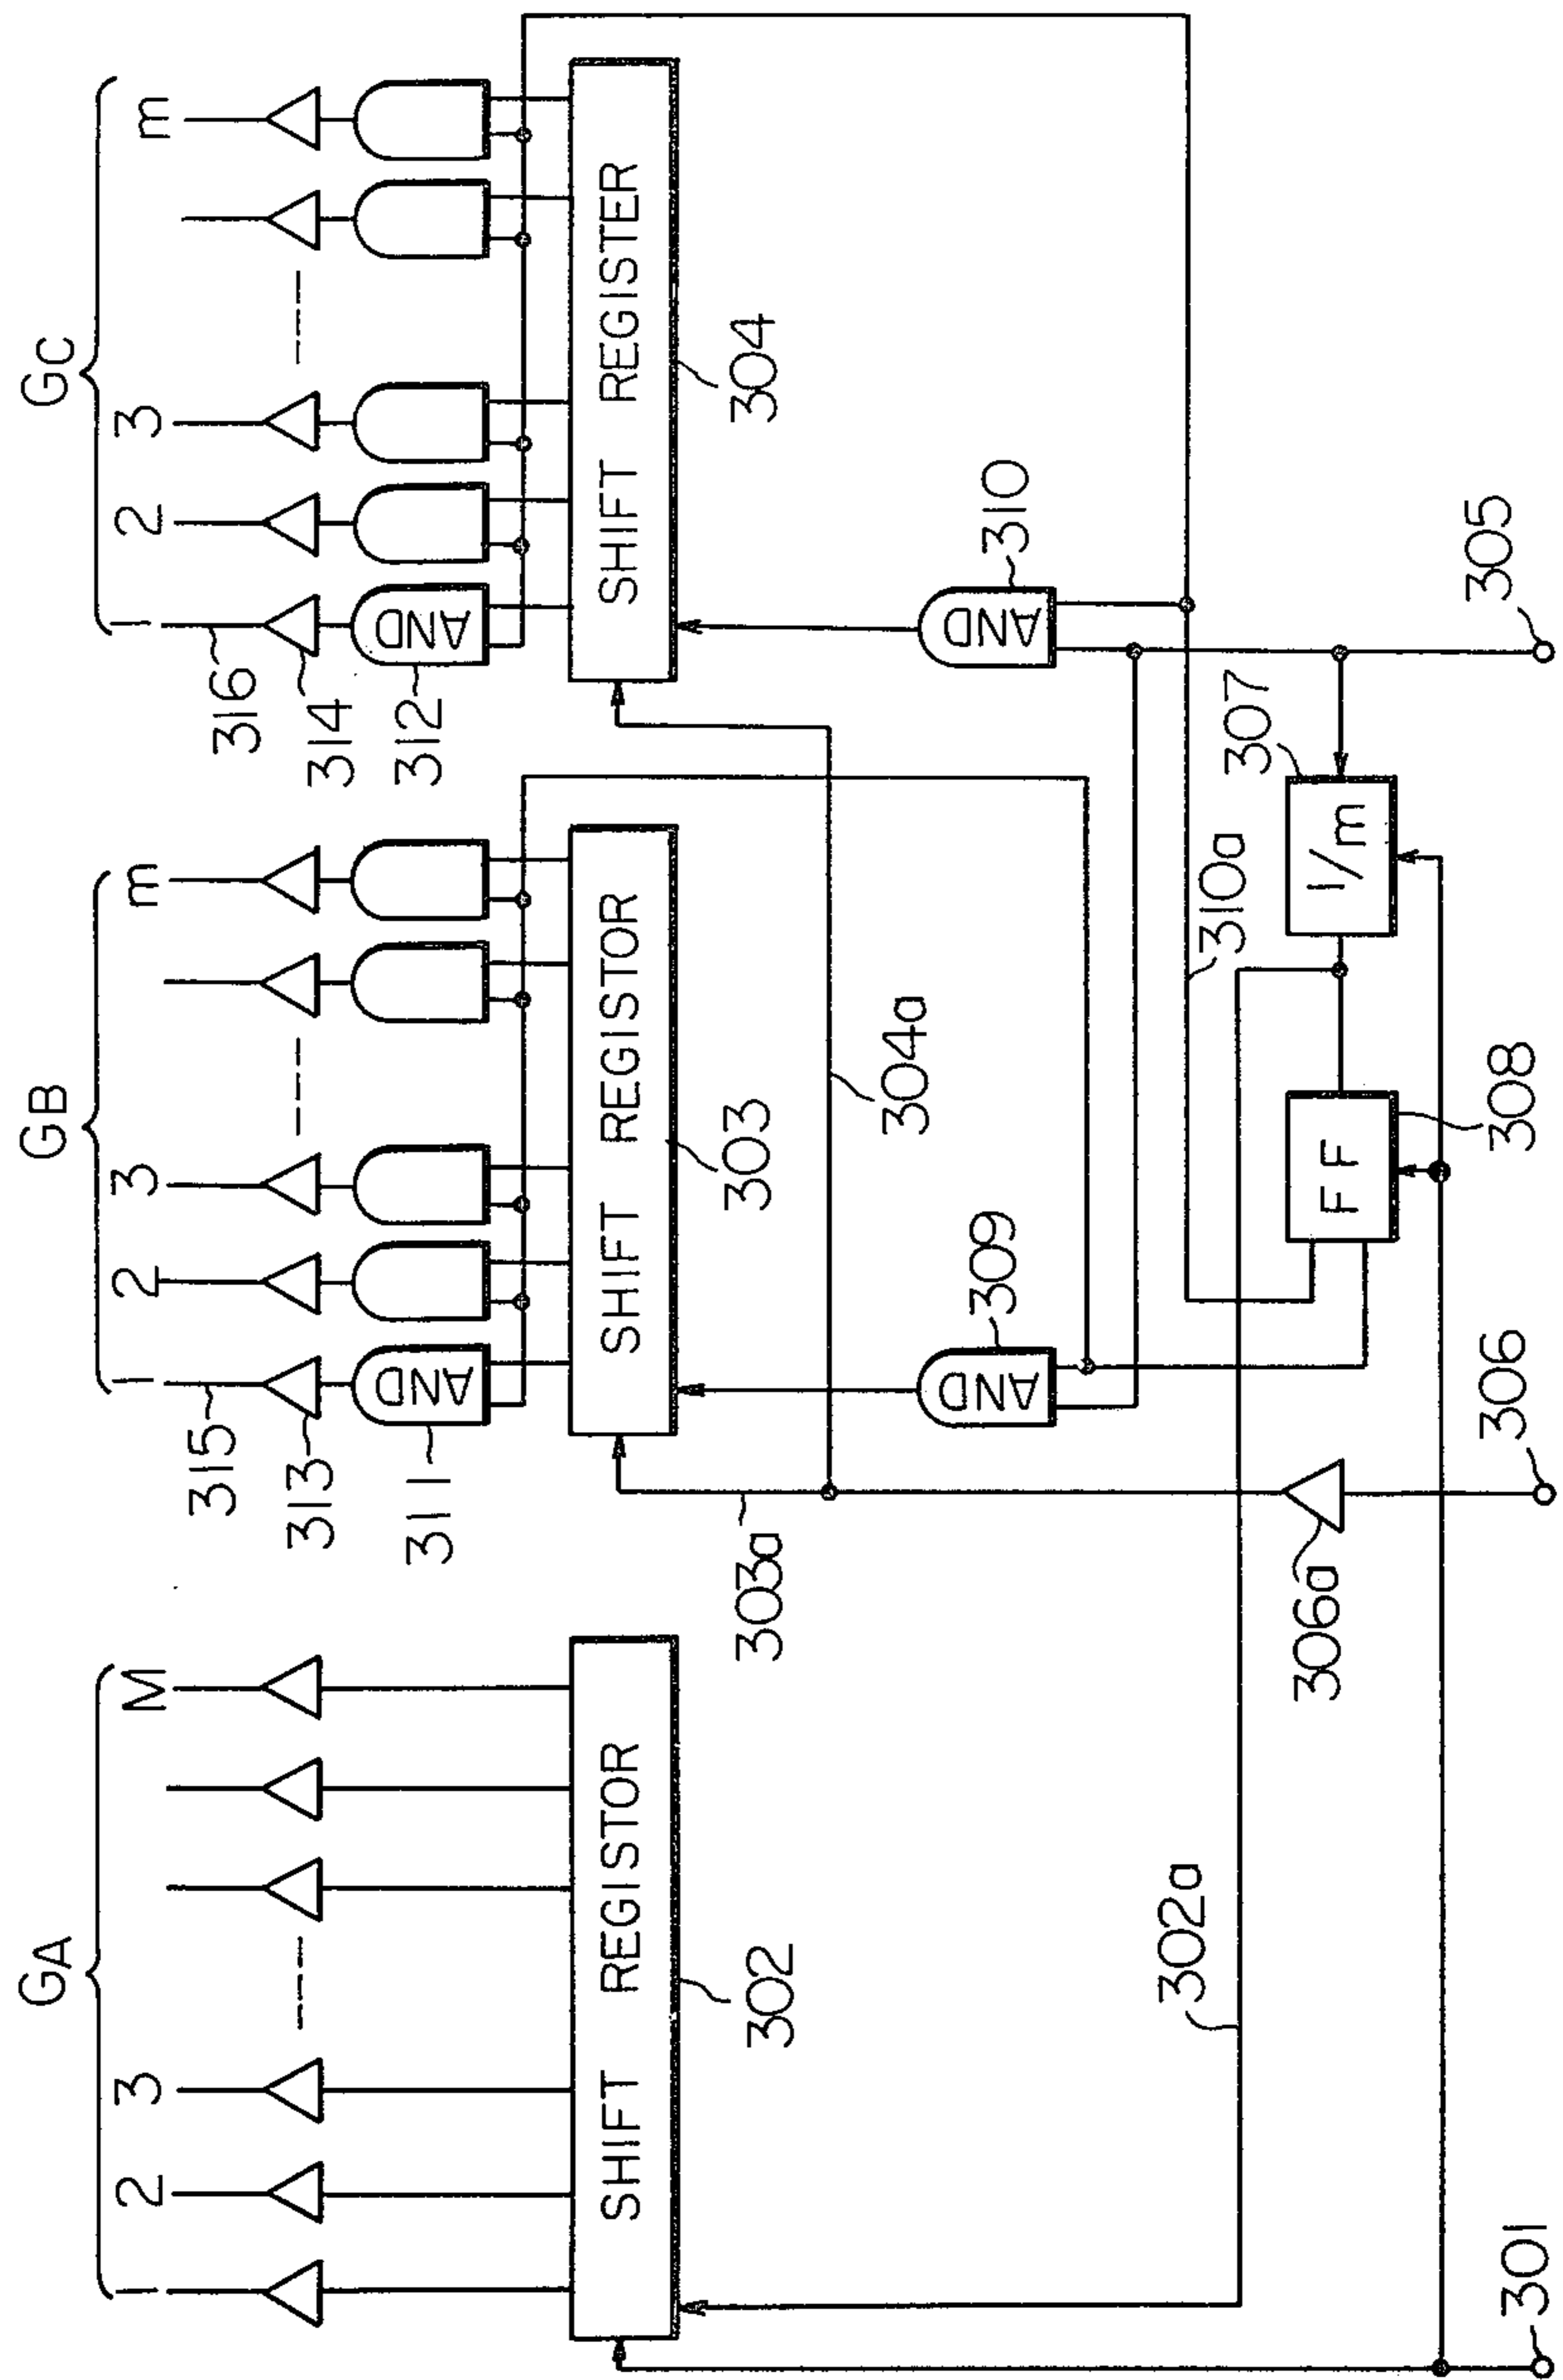 GA
GB
GC
1
2
3
M
1
2
3
m
1
2
3
m
315
316
313
314
311
312
AND
AND
SHIFT REGISTOR
SHIFT REGISTOR
SHIFT REGISTER
302
303
304
303a
304a
309
310
AND
AND
302a
310a
FF
1/m
307
308
306a
301
306
305